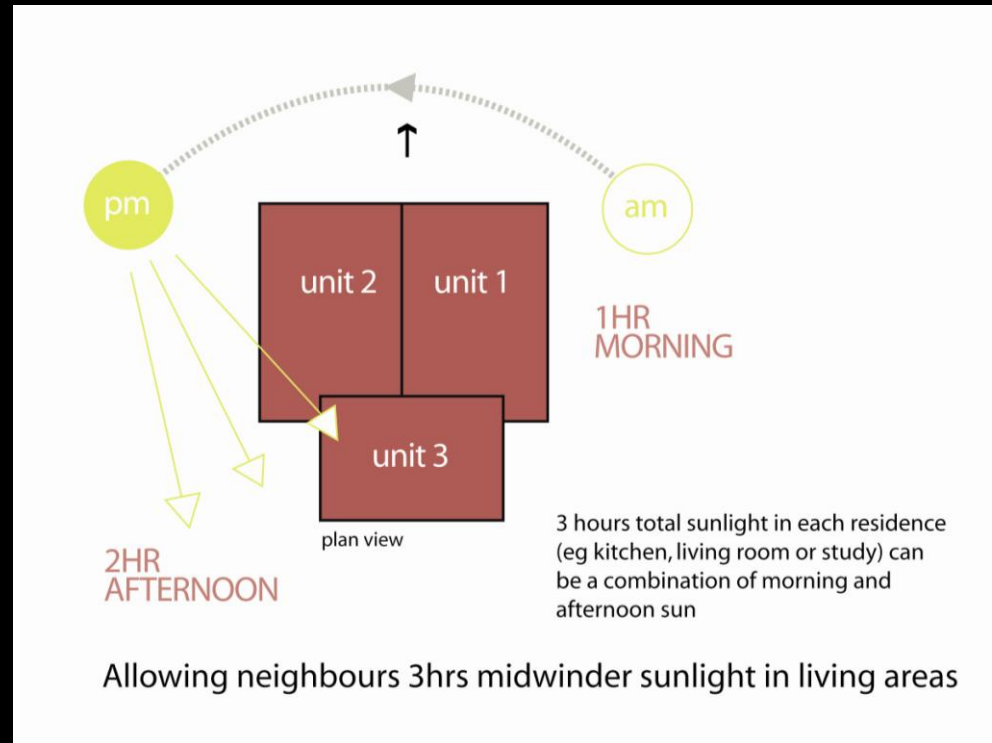 pm
am
unit 2
unit 1
1HR
MORNING
unit 3
plan view
2HR
AFTERNOON
3 hours total sunlight in each residence
(eg kitchen, living room or study) can
be a combination of morning and
afternoon sun
Allowing neighbours 3hrs midwinder sunlight in living areas